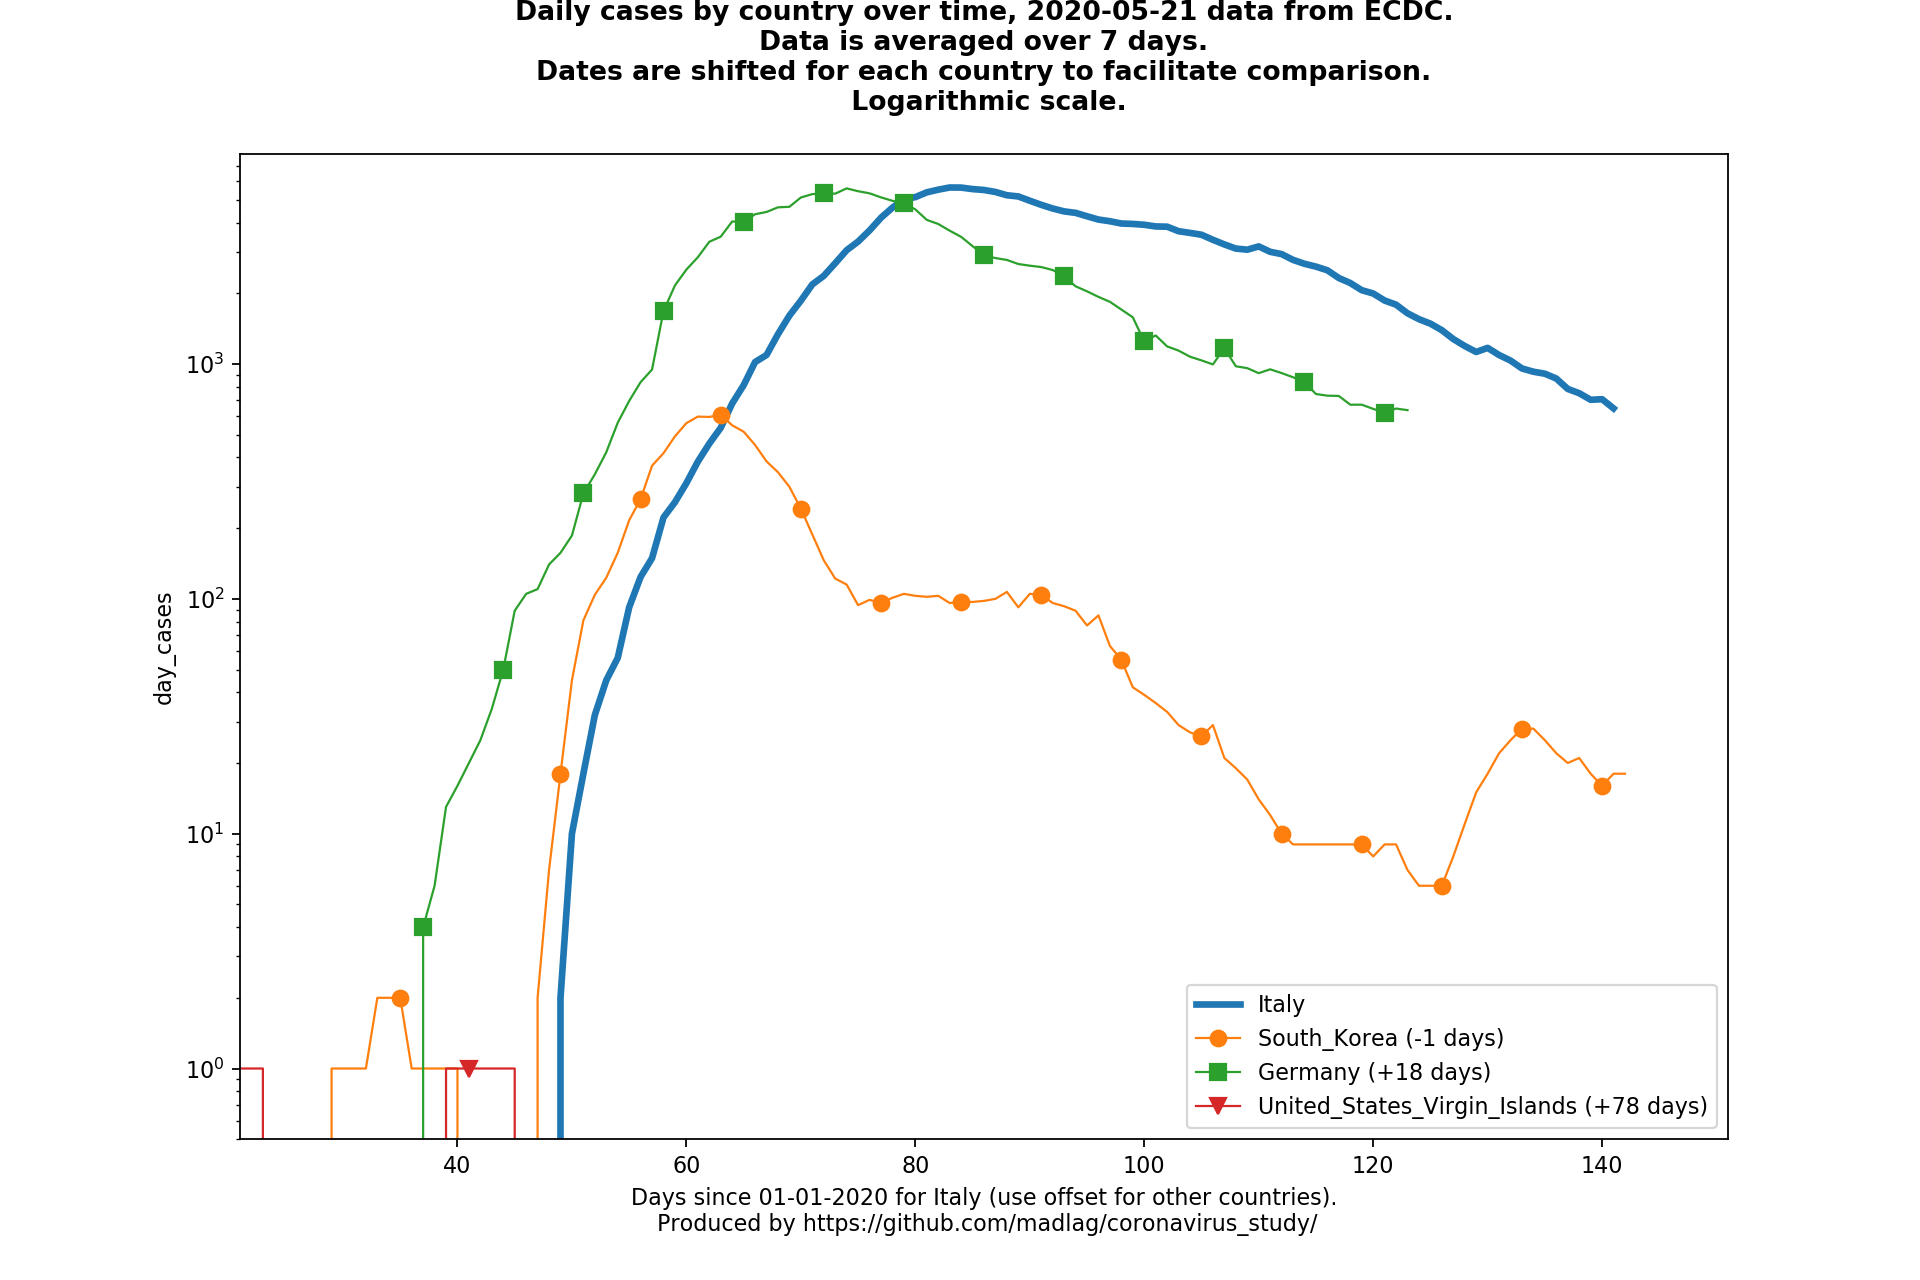 Daily cases by country over time, 2020-05-21 data from ECDC.
Data is averaged over 7 days.
Dates are shifted for each country to facilitate comparison.
Logarithmic scale.
10³
10²
10¹
10⁰
day_cases
Italy
South_Korea (-1 days)
Germany (+18 days)
United_States_Virgin_Islands (+78 days)
40 60 80 100 120 140
Days since 01-01-2020 for Italy (use offset for other countries).
Produced by https://github.com/madlag/coronavirus_study/